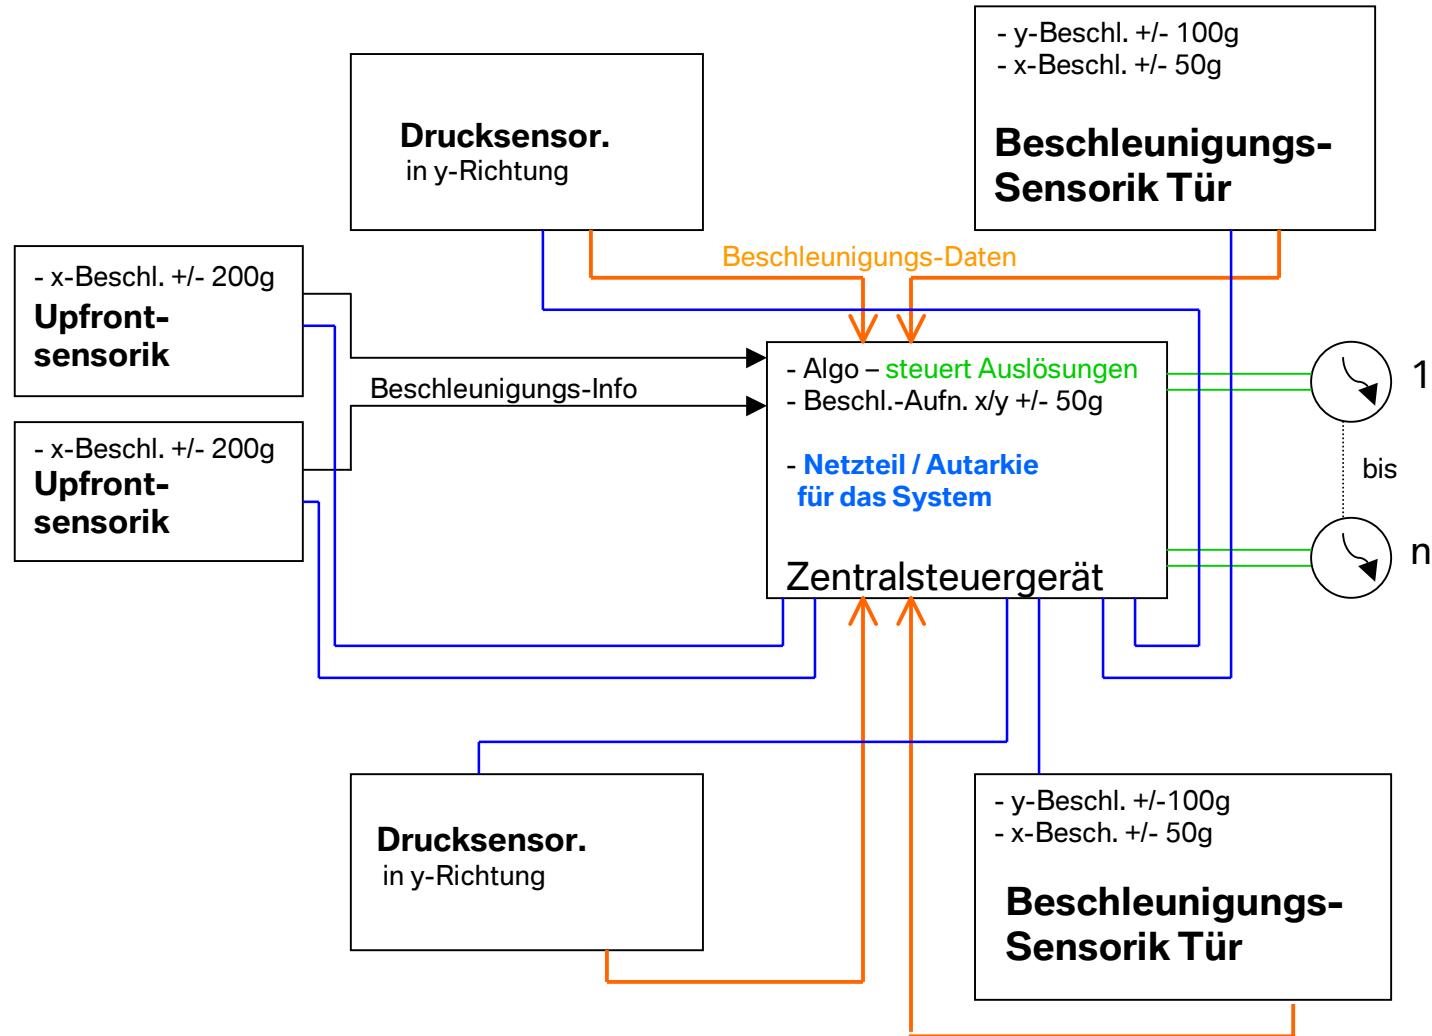 - y-Beschl. +/- 100g
- x-Beschl. +/- 50g
Beschleunigungs-
Sensorik Tür
Drucksensor.
in y-Richtung
Beschleunigungs-Daten
- x-Beschl. +/- 200g
Upfront-
sensorik
Beschleunigungs-Info
- x-Beschl. +/- 200g
Upfront-
sensorik
- Algo – steuert Auslösungen
- Beschl.-Aufn. x/y +/- 50g
- Netzteil / Autarkie
für das System
Zentralsteuergerät
1
bis
n
Drucksensor.
in y-Richtung
- y-Beschl. +/-100g
- x-Besch. +/- 50g
Beschleunigungs-
Sensorik Tür